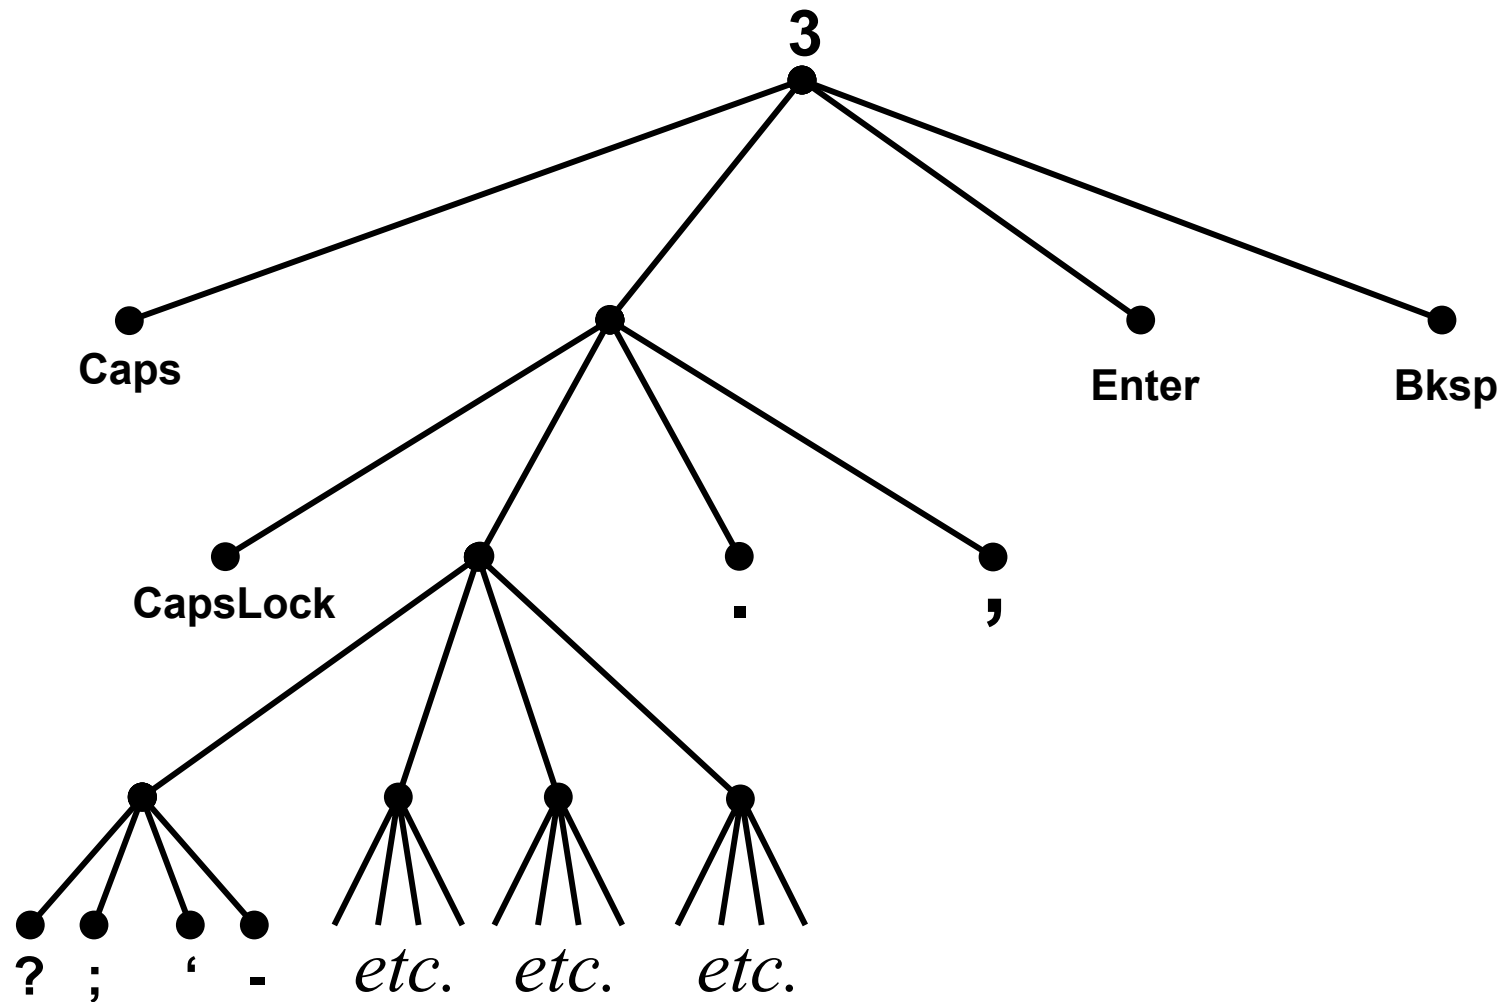 3
Caps
Enter
Bksp
CapsLock
.
,
? ; ‘ -
etc. etc. etc.